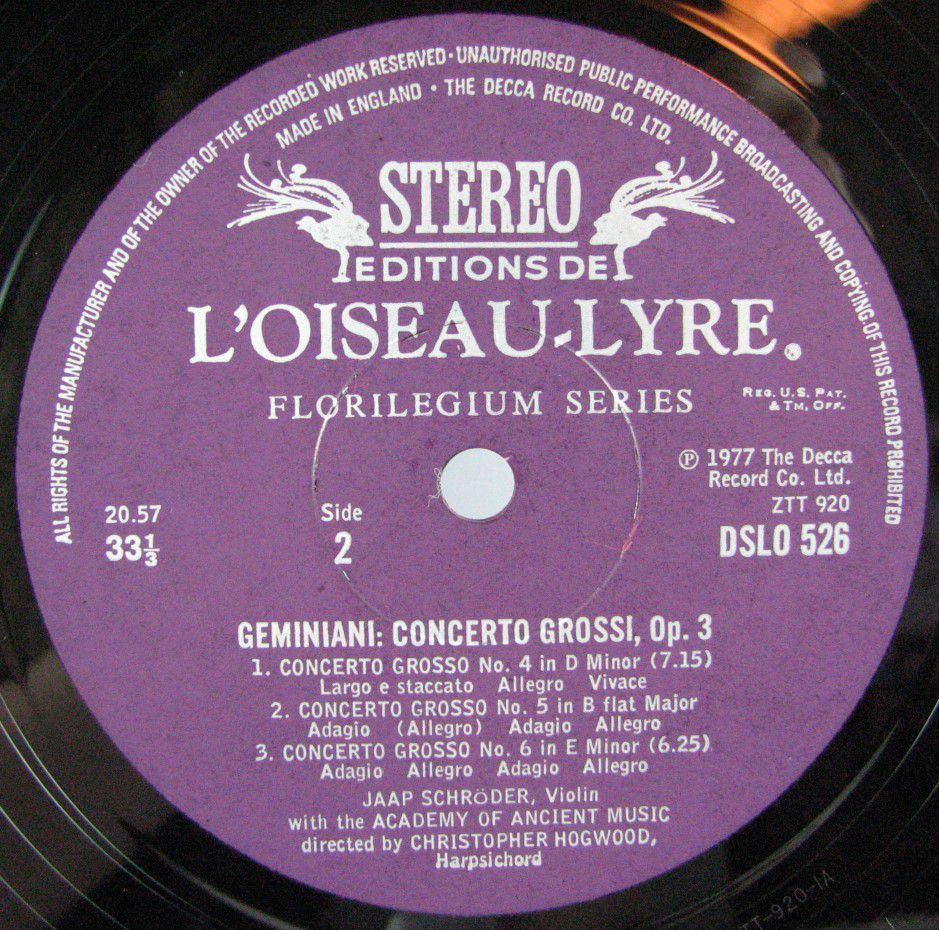 ALL RIGHTS OF THE MANUFACTURER AND OF THE OWNER OF THE RECORDED WORK RESERVED · UNAUTHORISED PUBLIC PERFORMANCE BROADCASTING AND COPYING OF THIS RECORD PROHIBITED
MADE IN ENGLAND · THE DECCA RECORD CO. LTD.
STEREO
EDITIONS DE
L'OISEAU-LYRE.
FLORILEGIUM SERIES
REG. U.S. PAT.
& TM. OFF.
℗ 1977 The Decca
Record Co. Ltd.
ZTT 920
DSLO 526
20.57
33⅓
Side
2
GEMINIANI: CONCERTO GROSSI, Op. 3
1. CONCERTO GROSSO No. 4 in D Minor (7.15)
Largo e staccato Allegro Vivace
2. CONCERTO GROSSO No. 5 in B flat Major
Adagio (Allegro) Adagio Allegro
3. CONCERTO GROSSO No. 6 in E Minor (6.25)
Adagio Allegro Adagio Allegro
JAAP SCHRÖDER, Violin
with the ACADEMY OF ANCIENT MUSIC
directed by CHRISTOPHER HOGWOOD,
Harpsichord